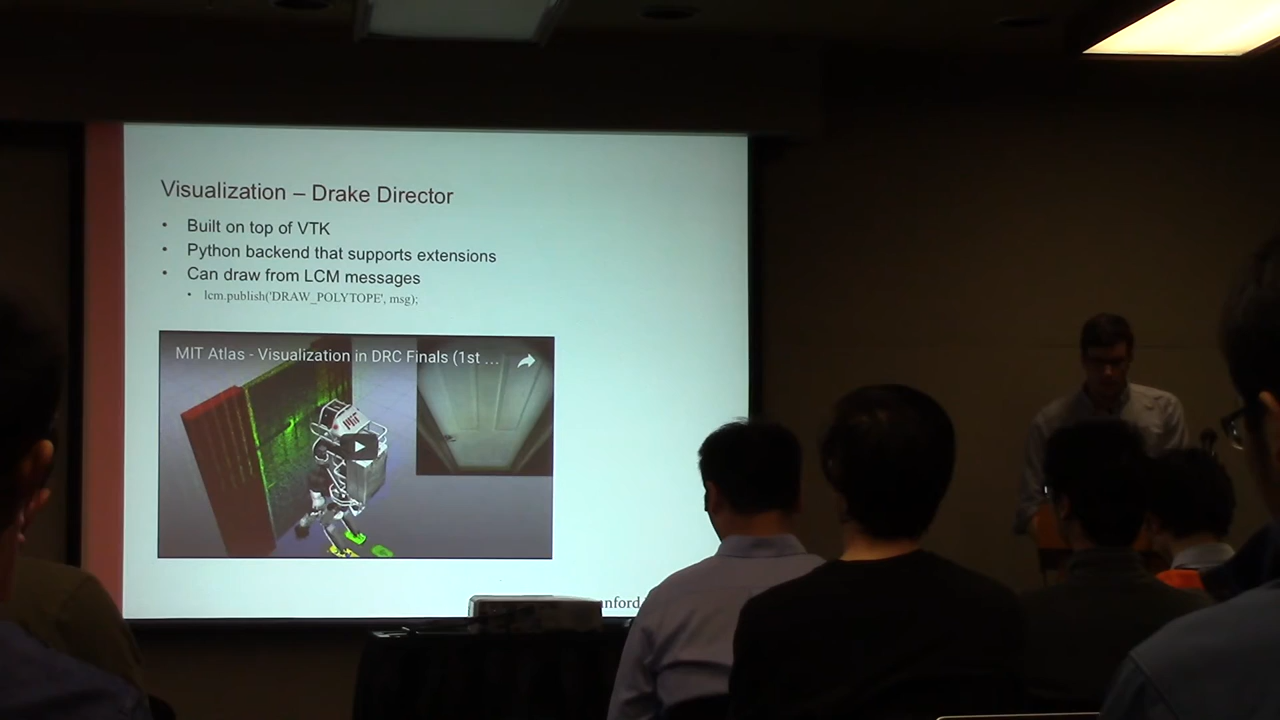 Visualization – Drake Director
• Built on top of VTK
• Python backend that supports extensions
• Can draw from LCM messages
• lcm.publish('DRAW_POLYTOPE', msg);
MIT Atlas - Visualization in DRC Finals (1st ...
MIT
nford